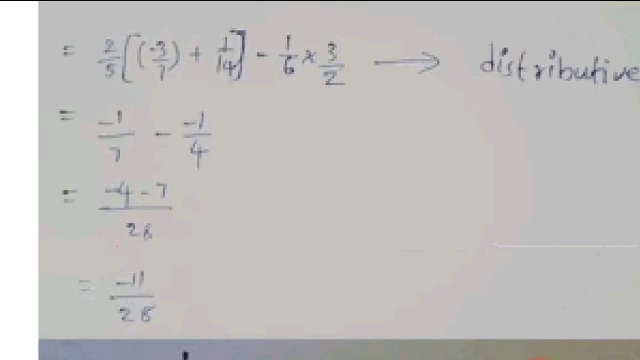 = 2/5 [(-3/7) + 1/14] - 1/6 × 3/2 → distributive
= -1/7 - -1/4
= -4-7/28
= -11/28